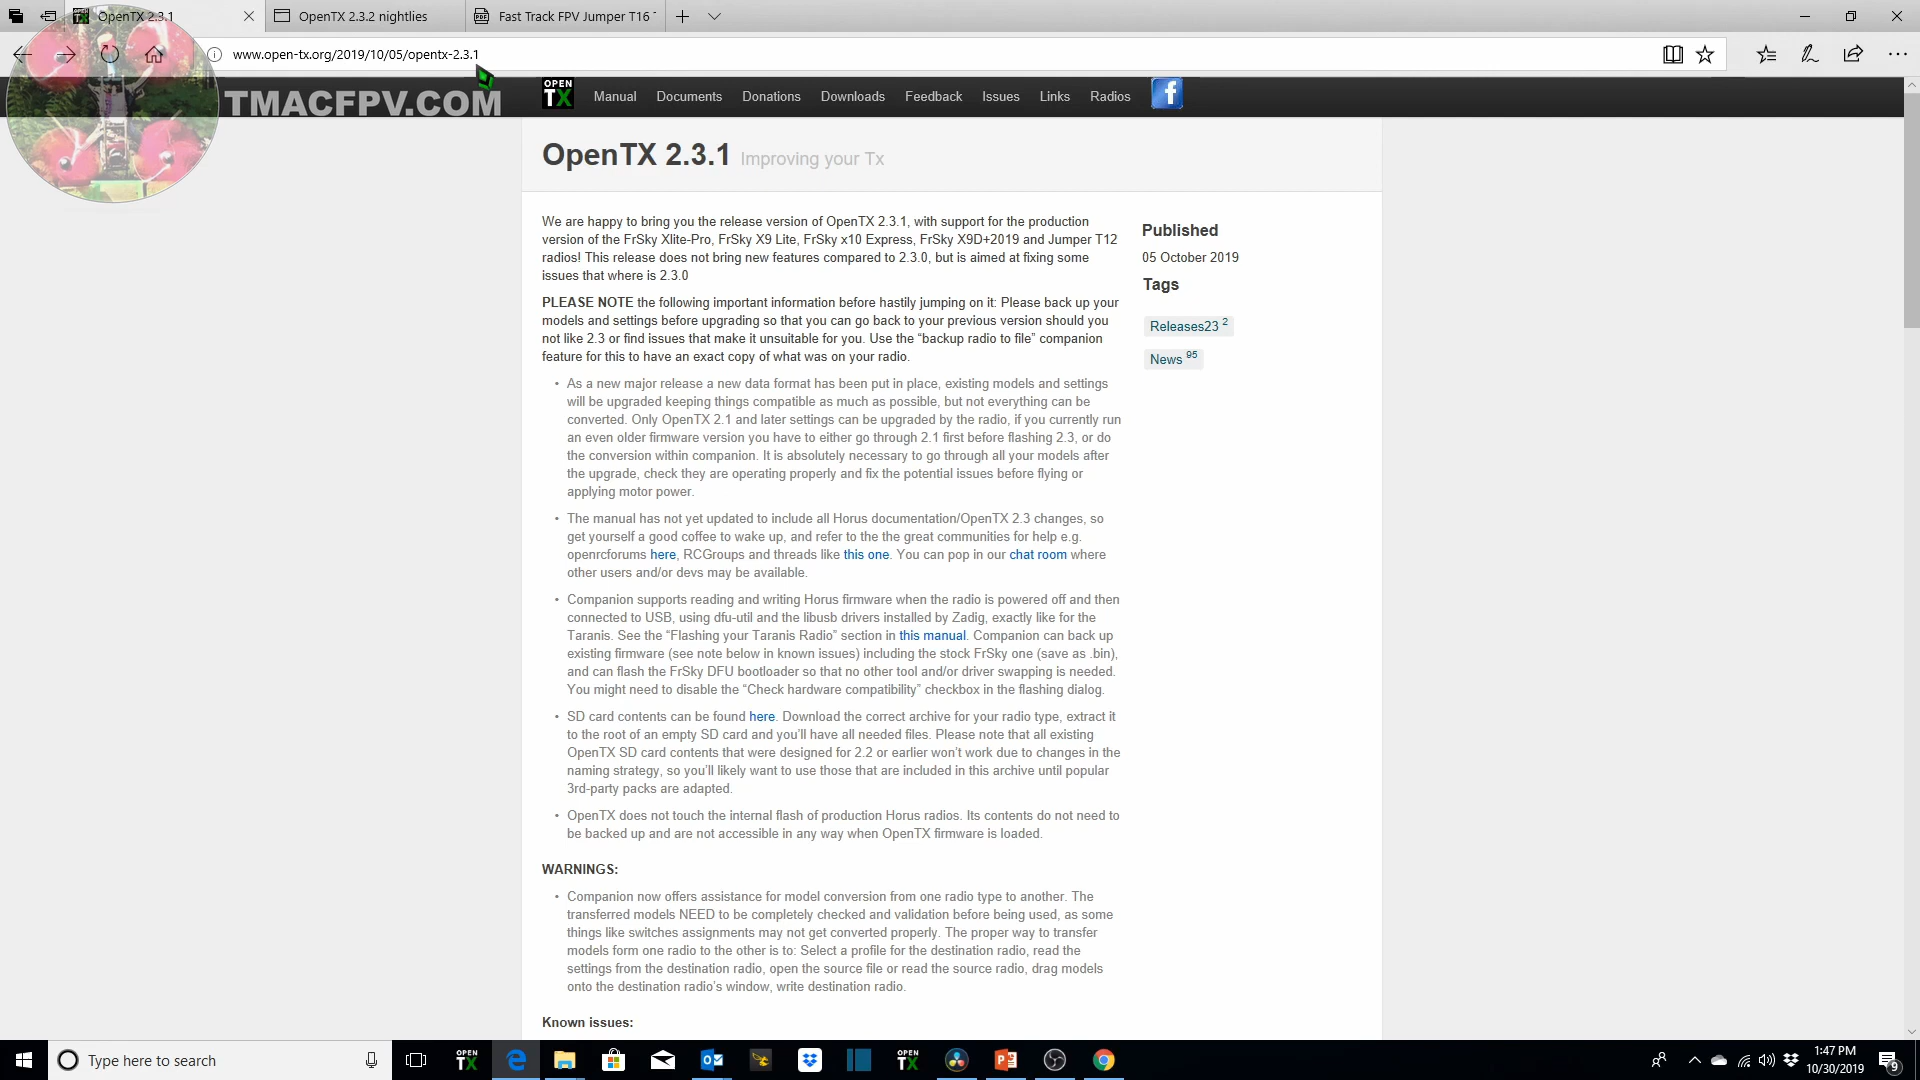 OpenTX 2.3.1
OpenTX 2.3.2 nightlies
Fast Track FPV Jumper T16
www.open-tx.org/2019/10/05/opentx-2.3.1
TMACFPV.COM
OPEN
TX
Manual
Documents
Donations
Downloads
Feedback
Issues
Links
Radios
f
OpenTX 2.3.1 Improving your Tx
We are happy to bring you the release version of OpenTX 2.3.1, with support for the production
version of the FrSky Xlite-Pro, FrSky X9 Lite, FrSky x10 Express, FrSky X9D+2019 and Jumper T12
radios! This release does not bring new features compared to 2.3.0, but is aimed at fixing some
issues that where is 2.3.0
PLEASE NOTE the following important information before hastily jumping on it: Please back up your
models and settings before upgrading so that you can go back to your previous version should you
not like 2.3 or find issues that make it unsuitable for you. Use the “backup radio to file” companion
feature for this to have an exact copy of what was on your radio.
• As a new major release a new data format has been put in place, existing models and settings
will be upgraded keeping things compatible as much as possible, but not everything can be
converted. Only OpenTX 2.1 and later settings can be upgraded by the radio, if you currently run
an even older firmware version you have to either go through 2.1 first before flashing 2.3, or do
the conversion within companion. It is absolutely necessary to go through all your models after
the upgrade, check they are operating properly and fix the potential issues before flying or
applying motor power.
• The manual has not yet updated to include all Horus documentation/OpenTX 2.3 changes, so
get yourself a good coffee to wake up, and refer to the the great communities for help e.g.
openrcforums here, RCGroups and threads like this one. You can pop in our chat room where
other users and/or devs may be available.
• Companion supports reading and writing Horus firmware when the radio is powered off and then
connected to USB, using dfu-util and the libusb drivers installed by Zadig, exactly like for the
Taranis. See the “Flashing your Taranis Radio” section in this manual. Companion can back up
existing firmware (see note below in known issues) including the stock FrSky one (save as .bin),
and can flash the FrSky DFU bootloader so that no other tool and/or driver swapping is needed.
You might need to disable the “Check hardware compatibility” checkbox in the flashing dialog.
• SD card contents can be found here. Download the correct archive for your radio type, extract it
to the root of an empty SD card and you’ll have all needed files. Please note that all existing
OpenTX SD card contents that were designed for 2.2 or earlier won’t work due to changes in the
naming strategy, so you’ll likely want to use those that are included in this archive until popular
3rd-party packs are adapted.
• OpenTX does not touch the internal flash of production Horus radios. Its contents do not need to
be backed up and are not accessible in any way when OpenTX firmware is loaded.
WARNINGS:
• Companion now offers assistance for model conversion from one radio type to another. The
transferred models NEED to be completely checked and validation before being used, as some
things like switches assignments may not get converted properly. The proper way to transfer
models form one radio to the other is to: Select a profile for the destination radio, read the
settings from the destination radio, open the source file or read the source radio, drag models
onto the destination radio’s window, write destination radio.
Known issues:
Published
05 October 2019
Tags
Releases23 2
News 95
Type here to search
OPEN
TX
OPEN
TX
1:47 PM
10/30/2019
9